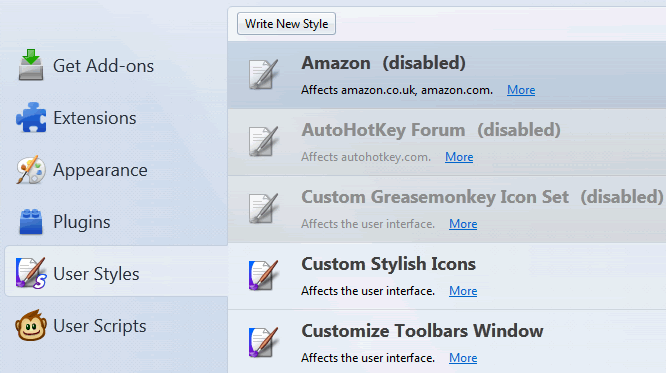 Write New Style
Get Add-ons
Extensions
Appearance
Plugins
User Styles
User Scripts
Amazon (disabled)
Affects amazon.co.uk, amazon.com. More
AutoHotKey Forum (disabled)
Affects autohotkey.com. More
Custom Greasemonkey Icon Set (disabled)
Affects the user interface. More
Custom Stylish Icons
Affects the user interface. More
Customize Toolbars Window
Affects the user interface. More